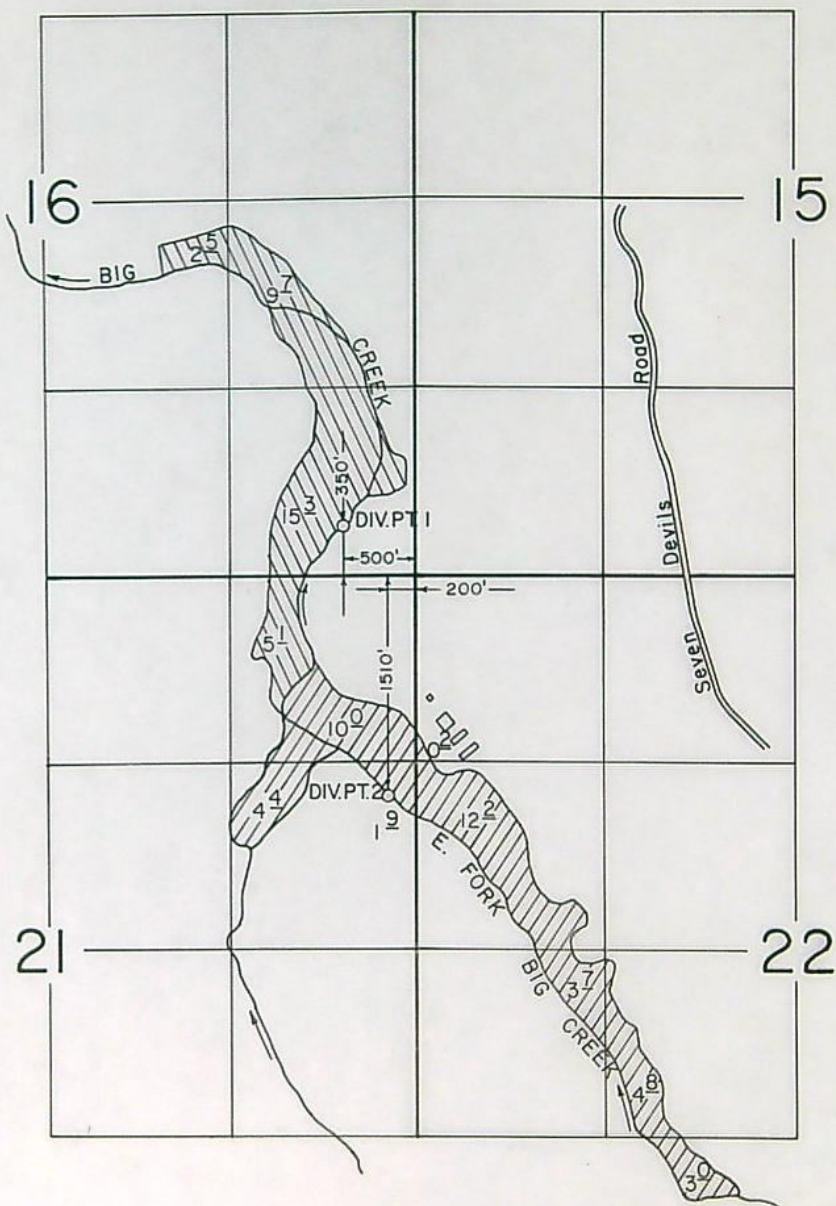 16
15
2 5
BIG
9 7
CREEK
Road
350'
15 3
DIV. PT. 1
Devils
500'
200'
5 1
1510'
Seven
10 0
0 2
4 4
DIV. PT. 2
12 2
1 9
E. FORK
21
22
BIG
3 7
CREEK
4 8
3 0